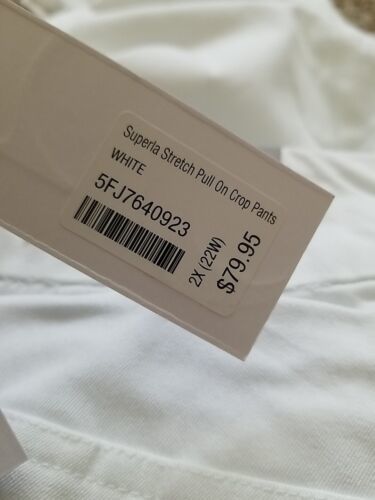 Superla Stretch Pull On Crop Pants
WHITE
5FJ7640923
2X (22W)
$79.95